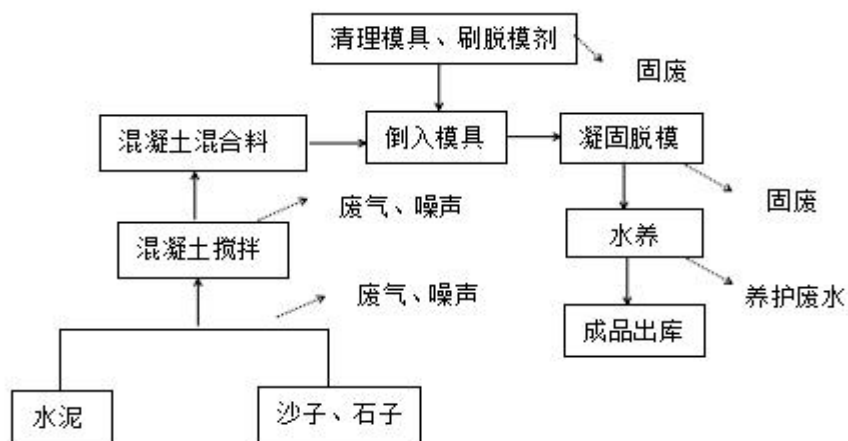 清理模具、刷脱模剂
固废
混凝土混合料
倒入模具
凝固脱模
废气、噪声
固废
混凝土搅拌
水养
废气、噪声
养护废水
成品出库
水泥
沙子、石子